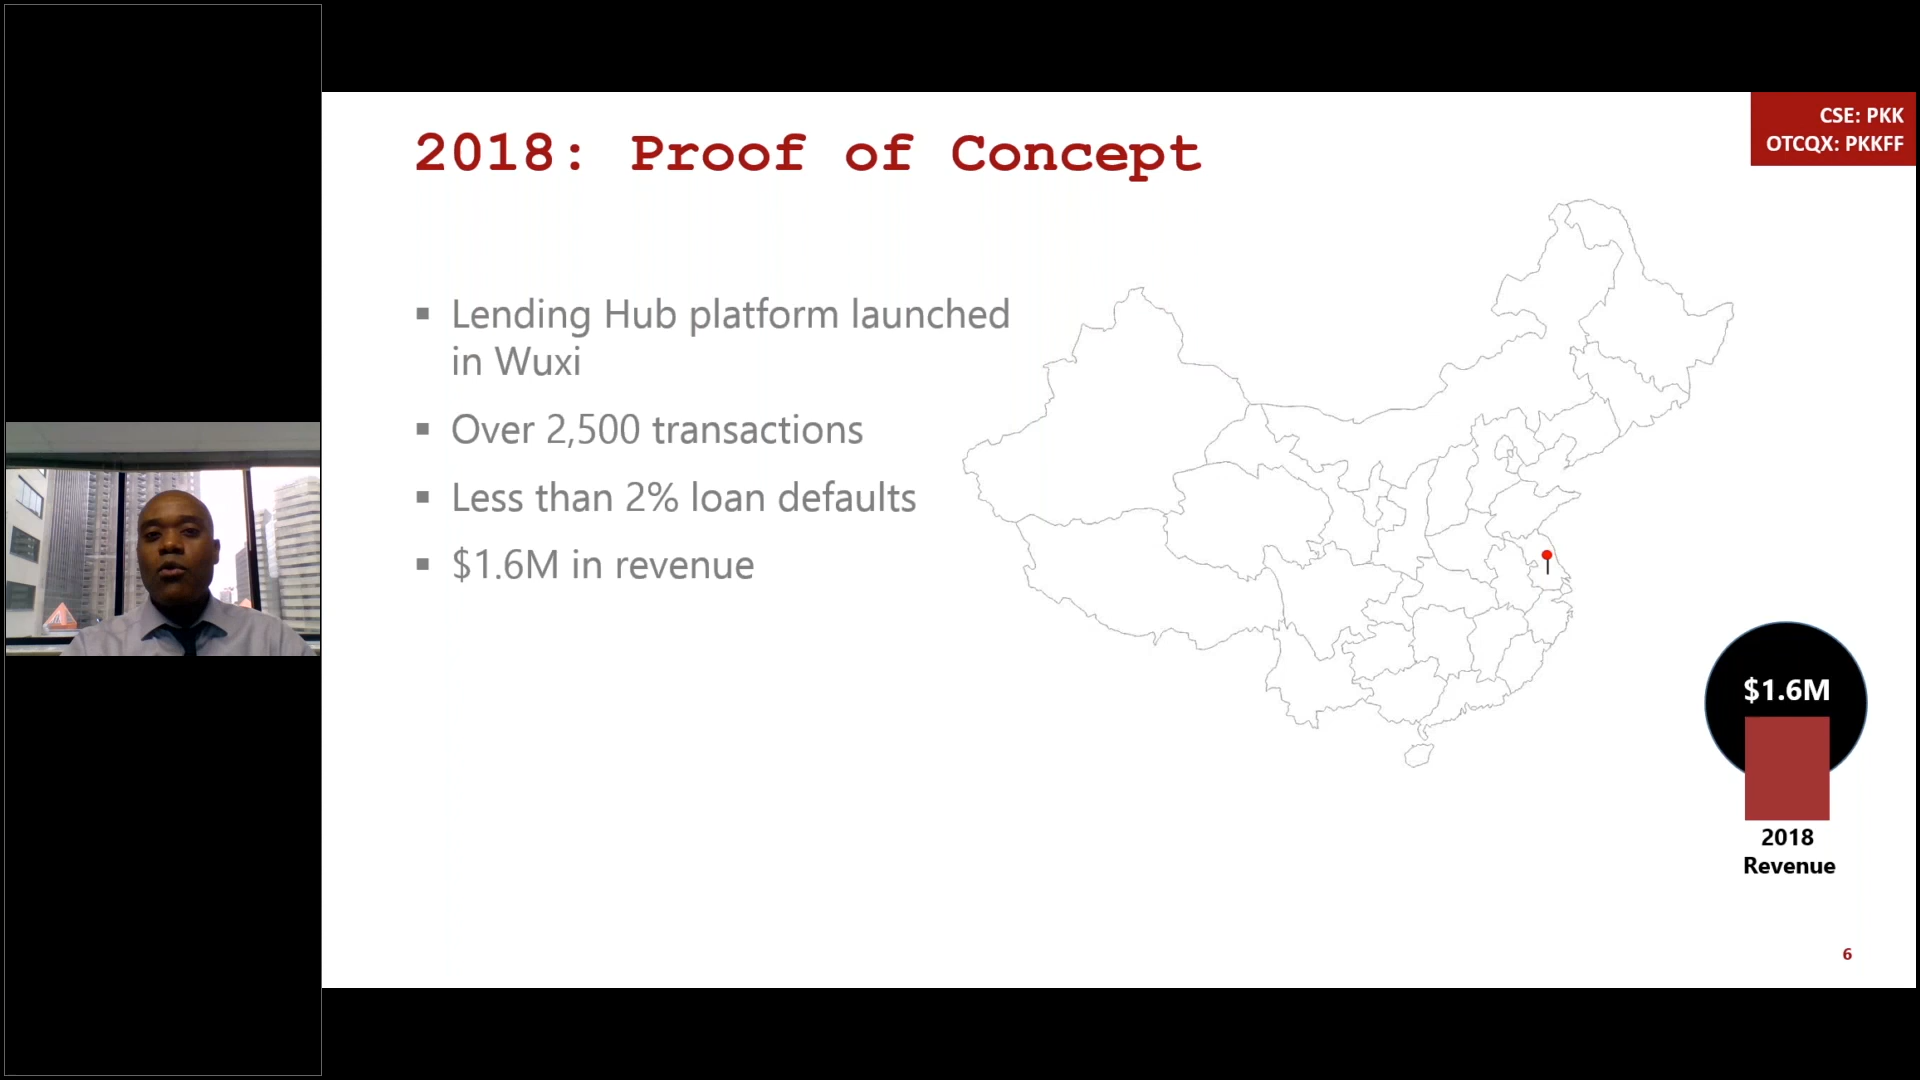 CSE: PKK
OTCQX: PKKFF
2018: Proof of Concept
▪ Lending Hub platform launched
in Wuxi
▪ Over 2,500 transactions
▪ Less than 2% loan defaults
▪ $1.6M in revenue
$1.6M
2018
Revenue
6